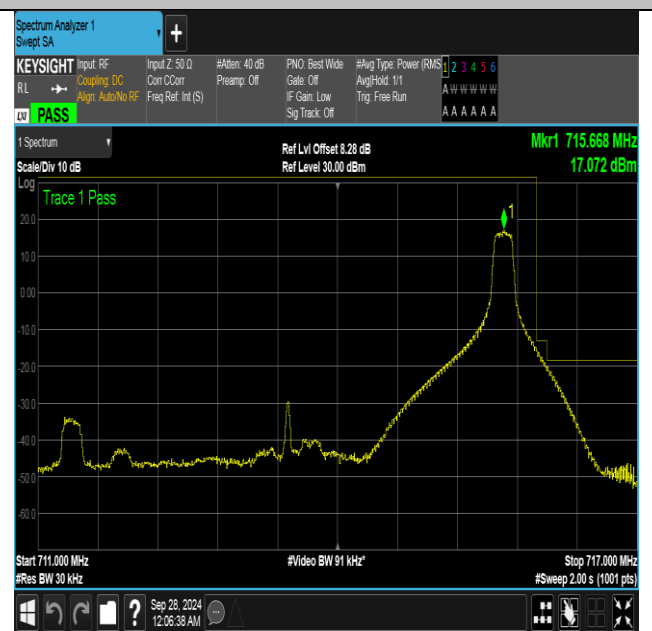 Spectrum Analyzer 1
Swept SA
KEYSIGHT Input: RF Input Z: 50 Ω #Atten: 40 dB PNO: Best Wide #Avg Type: Power (RMS 1 2 3 4 5 6
RL Coupling: DC Corr CCorr Preamp: Off Gate: Off Avg|Hold: 1/1 A W W W W W
Align: Auto/No RF Freq Ref: Int (S) IF Gain: Low Trig: Free Run
LXI PASS Sig Track: Off A A A A A A
1 Spectrum Ref Lvl Offset 8.28 dB Mkr1 715.668 MHz
Scale/Div 10 dB Ref Level 30.00 dBm 17.072 dBm
Log
Trace 1 Pass
1
20.0
10.0
0.00
-10.0
-20.0
-30.0
-40.0
-50.0
-60.0
Start 711.000 MHz #Video BW 91 kHz* Stop 717.000 MHz
#Res BW 30 kHz #Sweep 2.00 s (1001 pts)
? Sep 28, 2024
12:06:38 AM